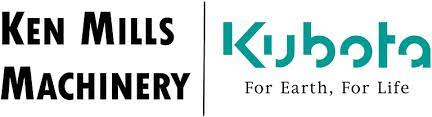 KEN MILLS
MACHINERY
Kubota
For Earth, For Life